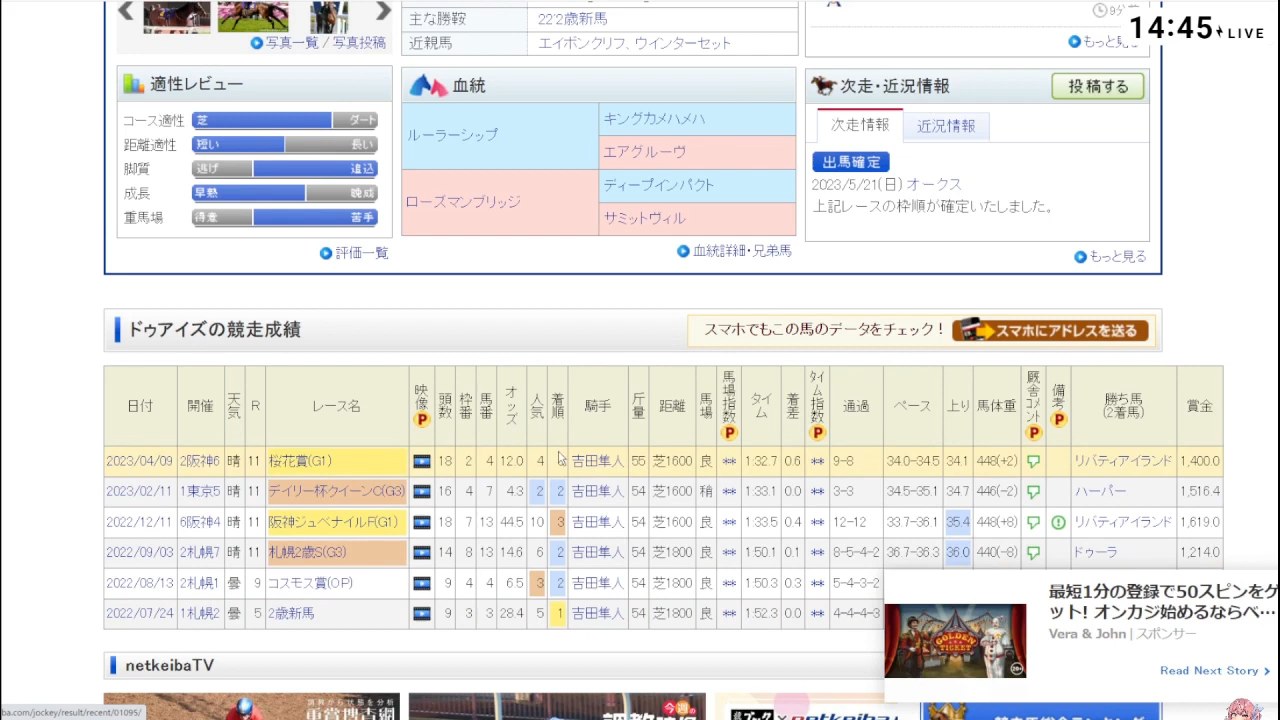 主な勝鞍 22'2歳新馬
近親馬 エイボンクリフ、ウインターセット
写真一覧 / 写真投稿
もっと見る
14:45 LIVE
適性レビュー
コース適性 芝 ダート
距離適性 短い 長い
脚質 逃げ 追込
成長 早熟 晩成
重馬場 得意 苦手
評価一覧
血統
ルーラーシップ
キングカメハメハ
エアグルーヴ
ローズマンブリッジ
ディープインパクト
サミットヴィル
血統詳細・兄弟馬
次走・近況情報 投稿する
次走情報 近況情報
出馬確定
2023/5/21(日) オークス
上記レースの枠順が確定いたしました。
もっと見る
ドゥアイズの競走成績
スマホでもこの馬のデータをチェック! スマホにアドレスを送る
日付 開催 天気 R レース名 映像 P 頭数 枠番 馬番 オッズ 人気 着順 騎手 斤量 距離 馬場 馬場指数 P タイム 着差 タイム指数 P 通過 ペース 上り 馬体重 厩舎コメント P 備考 P 勝ち馬(2着馬) 賞金
2023/04/09 2阪神6 晴 11 桜花賞(G1) 18 2 4 12.0 4 吉田隼人 55 芝1600 良 ** 1:32.7 0.6 ** 9-8 34.0-34.5 34.1 448(+2) リバティアイランド 1,400.0
2023/02/11 1東京5 晴 11 デイリー杯クイーンC(G3) 16 4 7 4.3 2 2 吉田隼人 54 芝1600 稍 ** 1:33.1 0.0 ** 3-3 34.5-35.1 34.7 446(-2) ハーパー 1,516.4
2022/12/11 6阪神4 晴 11 阪神ジュベナイルF(G1) 18 7 13 44.5 10 3 吉田隼人 54 芝1600 良 ** 1:33.5 0.4 ** 12-12 33.7-36.1 35.4 448(+8) リバティアイランド 1,619.0
2022/09/03 2札幌7 晴 11 札幌2歳S(G3) 14 8 13 14.6 6 2 吉田隼人 54 芝1800 良 ** 1:50.1 0.1 ** 8-5-4-2 36.7-36.3 36.0 440(-8) ドゥーラ 1,214.0
2022/08/13 2札幌1 曇 9 コスモス賞(OP) 9 4 4 6.5 3 2 吉田隼人 54 芝1800 良 ** 1:50.3 0.3 ** 5-4-3-2
2022/07/24 1札幌2 曇 5 2歳新馬 9 3 3 28.4 5 1 吉田隼人 54 芝1800 良 ** 1:52.3 0.0 ** 4-4-4-3
最短1分の登録で50スピンをゲ
ット! オンカジ始めるならベ…
Vera & John | スポンサー
GOLDEN TICKET
Read Next Story
netkeibaTV
ba.com/jockey/result/recent/01095/